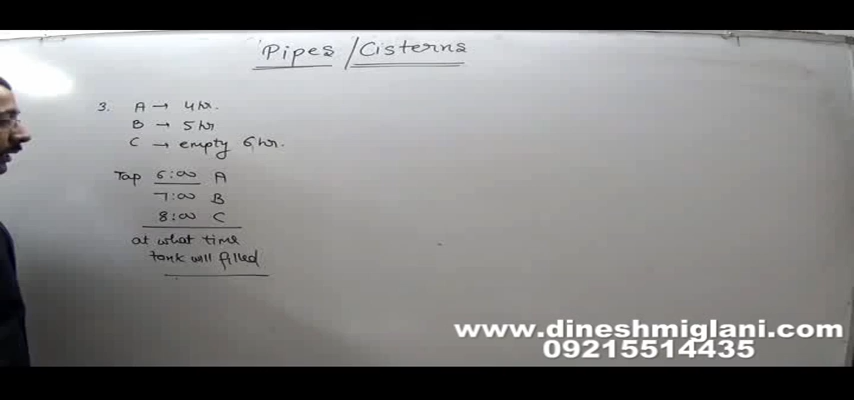 Pipes / Cisterns
3. A → 4 hr.
B → 5 hr
C → empty 6 hr.
Tap 6:00 A
7:00 B
8:00 C
at what time
tank will filled
www.dineshmiglani.com
09215514435